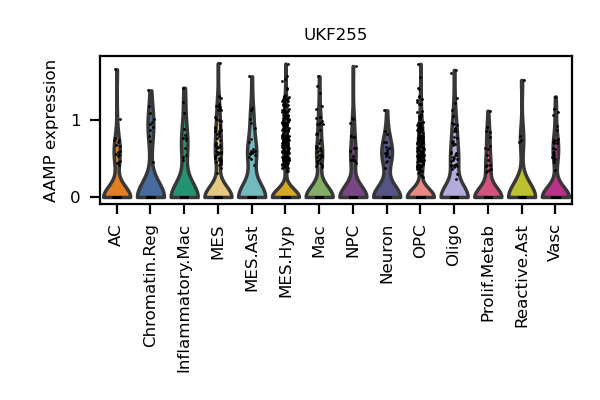 UKF255
AAMP expression
1
0
AC
Chromatin.Reg
Inflammatory.Mac
MES
MES.Ast
MES.Hyp
Mac
NPC
Neuron
OPC
Oligo
Prolif.Metab
Reactive.Ast
Vasc